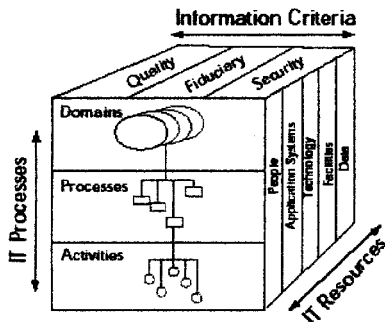 Information Criteria
Quality
Fiduciary
Security
Domains
Processes
Activities
IT Processes
People
Application Systems
Technology
Facilities
Data
IT Resources